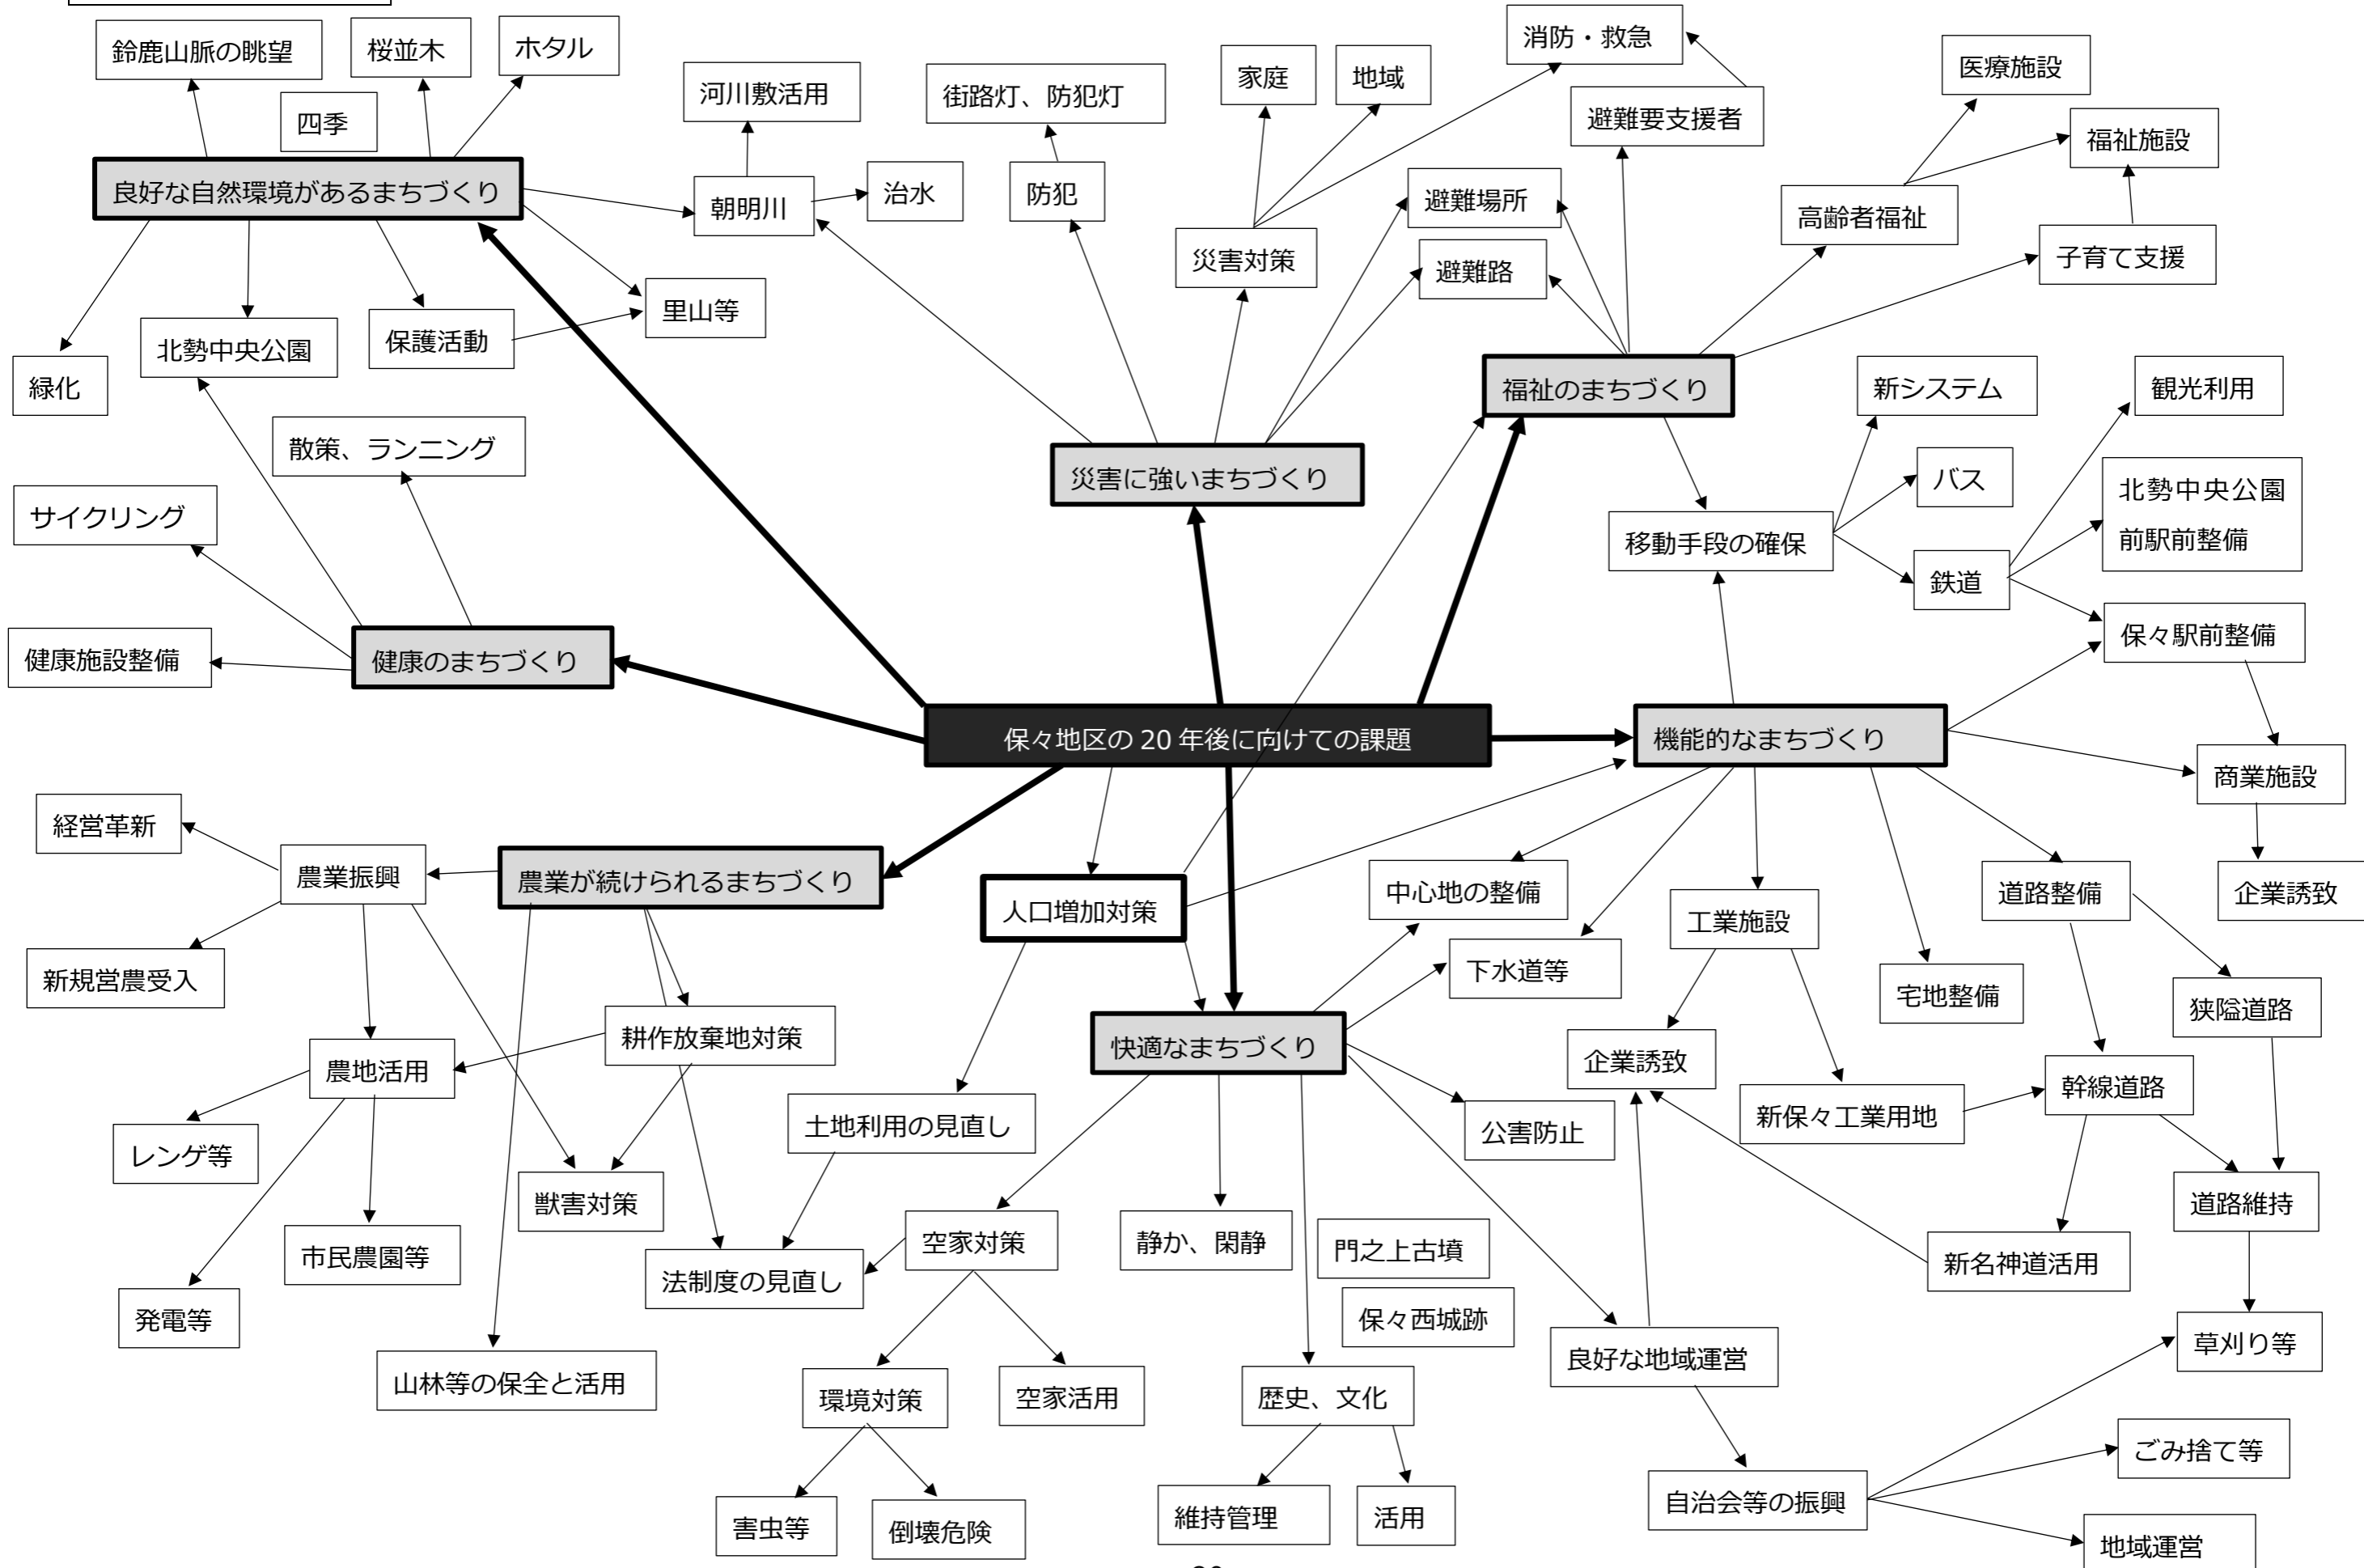 鈴鹿山脈の眺望
桜並木
ホタル
四季
良好な自然環境があるまちづくり
河川敷活用
朝明川
治水
里山等
保護活動
北勢中央公園
緑化
街路灯、防犯灯
防犯
家庭
地域
災害対策
消防・救急
避難要支援者
避難場所
避難路
医療施設
福祉施設
高齢者福祉
子育て支援
福祉のまちづくり
災害に強いまちづくり
散策、ランニング
サイクリング
健康施設整備
健康のまちづくり
新システム
観光利用
バス
北勢中央公園
前駅前整備
移動手段の確保
鉄道
保々駅前整備
保々地区の 20 年後に向けての課題
機能的なまちづくり
商業施設
企業誘致
経営革新
農業振興
農業が続けられるまちづくり
新規営農受入
人口増加対策
中心地の整備
下水道等
工業施設
宅地整備
道路整備
狭隘道路
耕作放棄地対策
農地活用
快適なまちづくり
企業誘致
新保々工業用地
幹線道路
レンゲ等
土地利用の見直し
公害防止
道路維持
獣害対策
市民農園等
発電等
法制度の見直し
空家対策
静か、閑静
門之上古墳
保々西城跡
新名神道活用
山林等の保全と活用
環境対策
空家活用
歴史、文化
良好な地域運営
草刈り等
ごみ捨て等
害虫等
倒壊危険
維持管理
活用
自治会等の振興
地域運営